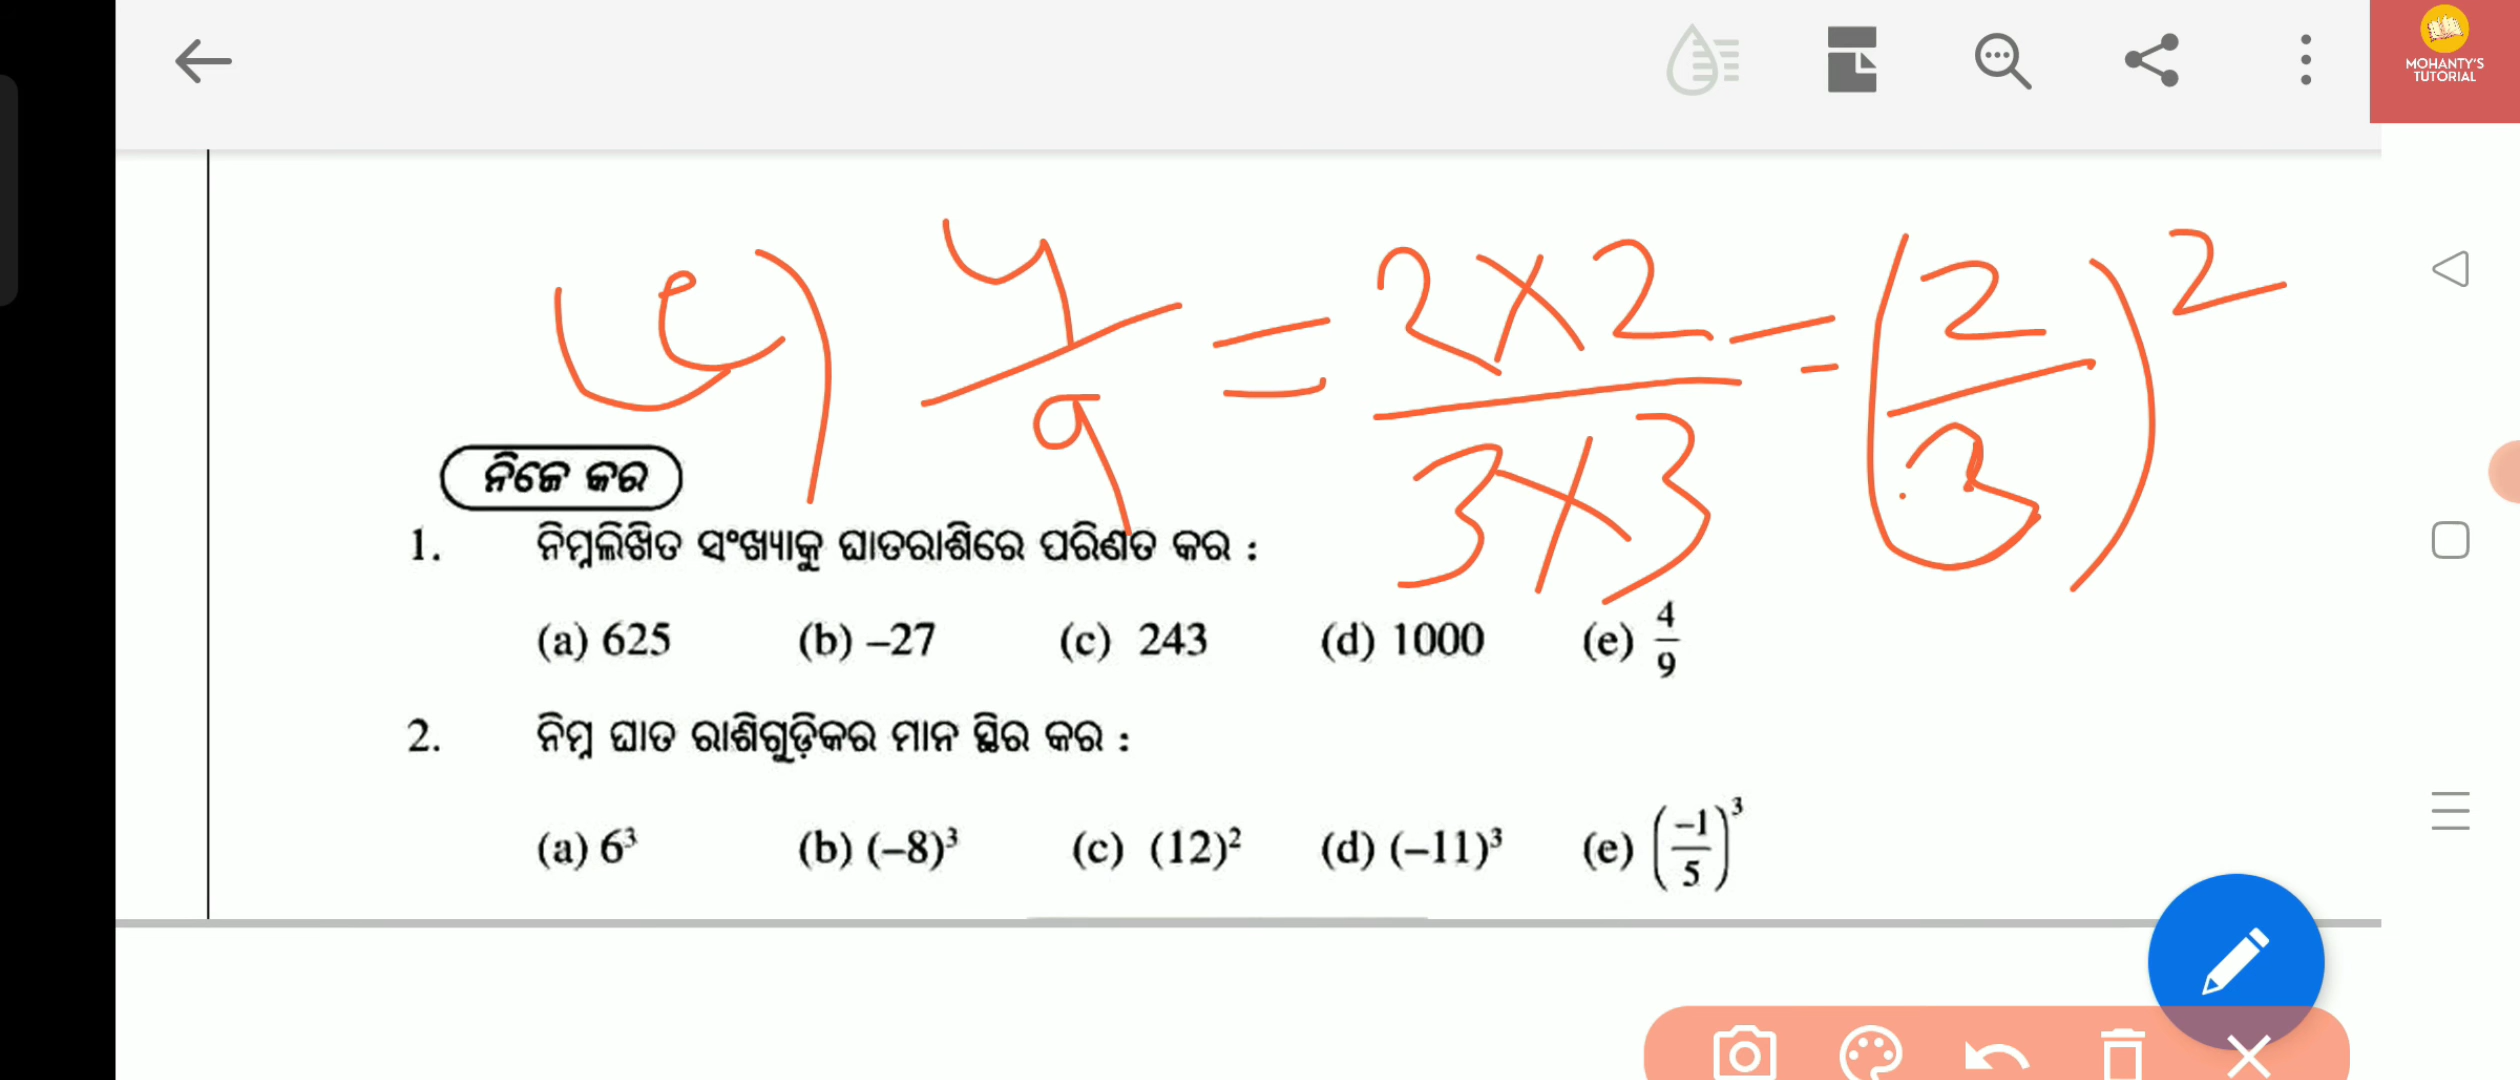 MOHANTY'S
TUTORIAL
(e) 4/9 = 2×2/3×3 = (2/3)²
ନିଜେ କର
1. ନିମ୍ନଲିଖିତ ସଂଖ୍ୟାକୁ ଘାତରାଶିରେ ପରିଣତ କର :
(a) 625 (b) –27 (c) 243 (d) 1000 (e) 4/9
2. ନିମ୍ନ ଘାତ ରାଶିଗୁଡ଼ିକର ମାନ ସ୍ଥିର କର :
(a) 6³ (b) (–8)³ (c) (12)² (d) (–11)³ (e) (–1/5)³